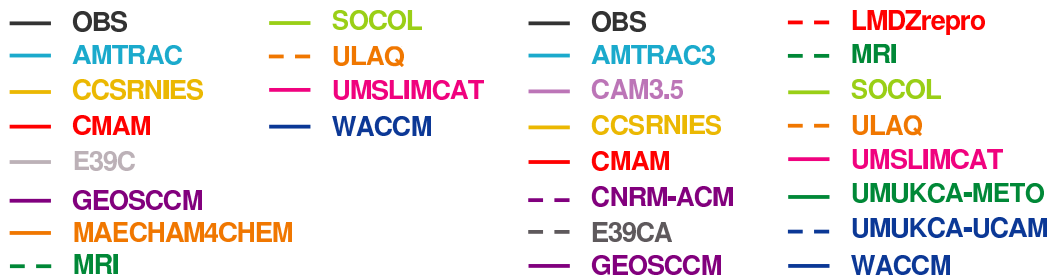 OBS
AMTRAC
CCSRNIES
CMAM
E39C
GEOSCCM
MAECHAM4CHEM
MRI
SOCOL
ULAQ
UMSLIMCAT
WACCM
OBS
AMTRAC3
CAM3.5
CCSRNIES
CMAM
CNRM-ACM
E39CA
GEOSCCM
LMDZrepro
MRI
SOCOL
ULAQ
UMSLIMCAT
UMUKCA-METO
UMUKCA-UCAM
WACCM